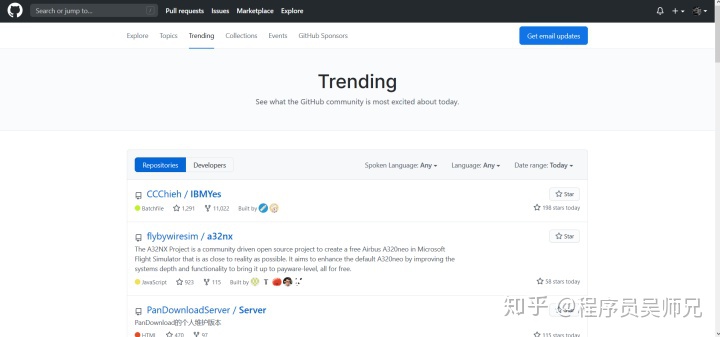 Search or jump to...
/
Pull requests Issues Marketplace Explore
Explore Topics Trending Collections Events GitHub Sponsors
Get email updates
Trending
See what the GitHub community is most excited about today.
Repositories Developers
Spoken Language: Any Language: Any Date range: Today
CCChieh / IBMYes
Star
Batchfile 1,291 11,022 Built by
198 stars today
flybywiresim / a32nx
Star
The A32NX Project is a community driven open source project to create a free Airbus A320neo in Microsoft
Flight Simulator that is as close to reality as possible. It aims to enhance the default A320neo by improving the
systems depth and functionality to bring it up to payware-level, all for free.
JavaScript 923 115 Built by
58 stars today
PanDownloadServer / Server
PanDownload的个人维护版本
知乎 @程序员吴师兄
HTML 470 97
115 stars today